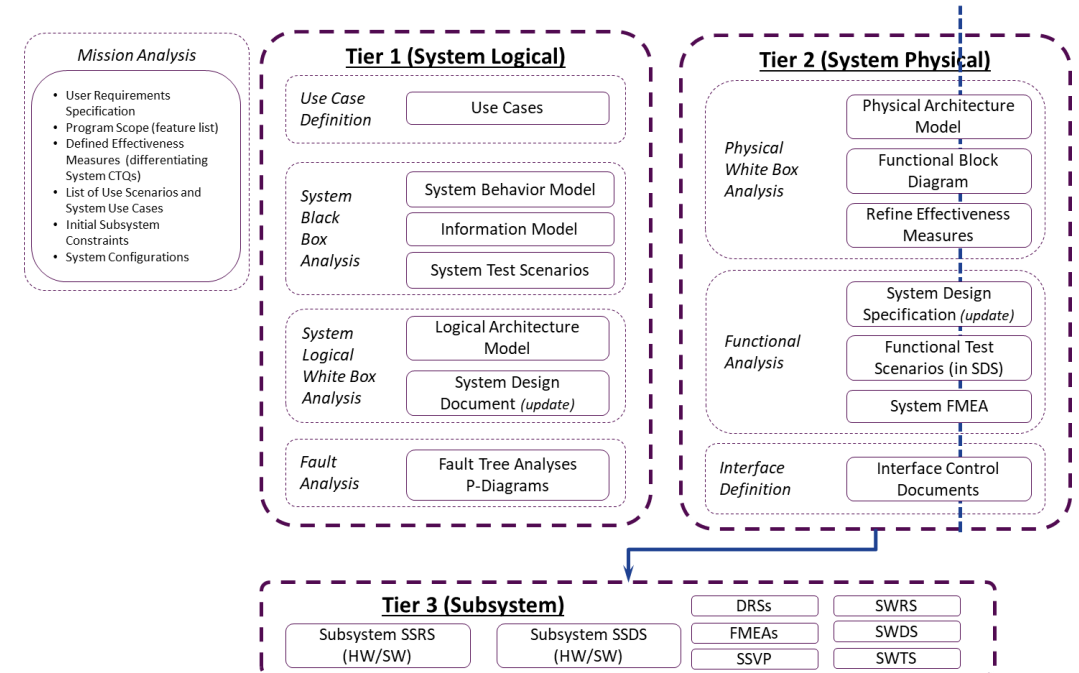 Mission Analysis
• User Requirements
Specification
• Program Scope (feature list)
• Defined Effectiveness
Measures (differentiating
System CTQs)
• List of Use Scenarios and
System Use Cases
• Initial Subsystem
Constraints
• System Configurations
Tier 1 (System Logical)
Use Case
Definition
Use Cases
System
Black
Box
Analysis
System Behavior Model
Information Model
System Test Scenarios
System
Logical
White Box
Analysis
Logical Architecture
Model
System Design
Document (update)
Fault
Analysis
Fault Tree Analyses
P-Diagrams
Tier 2 (System Physical)
Physical
White Box
Analysis
Physical Architecture
Model
Functional Block
Diagram
Refine Effectiveness
Measures
Functional
Analysis
System Design
Specification (update)
Functional Test
Scenarios (in SDS)
System FMEA
Interface
Definition
Interface Control
Documents
Tier 3 (Subsystem)
Subsystem SSRS
(HW/SW)
Subsystem SSDS
(HW/SW)
DRSs
FMEAs
SSVP
SWRS
SWDS
SWTS